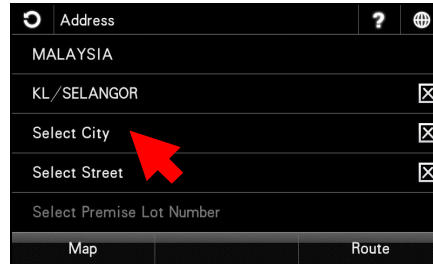 Address ?
MALAYSIA
KL/SELANGOR
Select City
Select Street
Select Premise Lot Number
Map Route